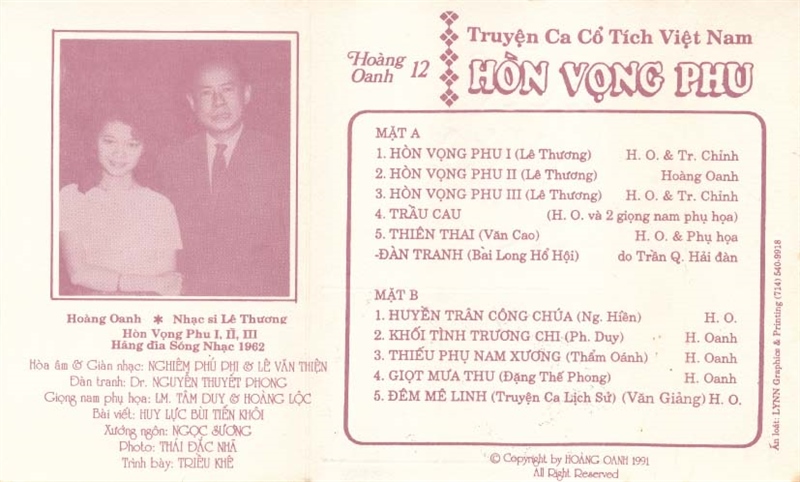 Hoàng Oanh ✱ Nhạc sĩ Lê Thương
Hòn Vọng Phu I, II, III
Hãng dĩa Sóng Nhạc 1962
Hòa âm & Giàn nhạc: NGHIÊM PHÚ PHI & LÊ VĂN THIỆN
Đàn tranh: Dr. NGUYỄN THUYẾT PHONG
Giọng nam phụ họa: LM. TÂM DUY & HOÀNG LỘC
Bài viết: HUY LỰC BÙI TIÊN KHÔI
Xướng ngôn: NGỌC SƯƠNG
Photo: THÁI ĐẮC NHÃ
Trình bày: TRIỀU KHÊ
Hoàng Oanh 12
Truyện Ca Cổ Tích Việt Nam
HÒN VỌNG PHU
MẶT A
1. HÒN VỌNG PHU I (Lê Thương) H. O. & Tr. Chỉnh
2. HÒN VỌNG PHU II (Lê Thương) Hoàng Oanh
3. HÒN VỌNG PHU III (Lê Thương) H. O. & Tr. Chỉnh
4. TRẦU CAU (H. O. và 2 giọng nam phụ họa)
5. THIÊN THAI (Văn Cao) H. O. & Phụ họa
-ĐÀN TRANH (Bài Long Hổ Hội) do Trần Q. Hải đàn
MẶT B
1. HUYỀN TRÂN CÔNG CHÚA (Ng. Hiền) H. O.
2. KHỐI TÌNH TRƯƠNG CHI (Ph. Duy) H. Oanh
3. THIẾU PHỤ NAM XƯƠNG (Thẩm Oánh) H. Oanh
4. GIỌT MƯA THU (Đặng Thế Phong) H. Oanh
5. ĐÊM MÊ LINH (Truyện Ca Lịch Sử) (Văn Giảng) H. O.
© Copyright by HOÀNG OANH 1991
All Right Reserved
Ấn loát: LYNN Graphics & Printing (714) 540-9918